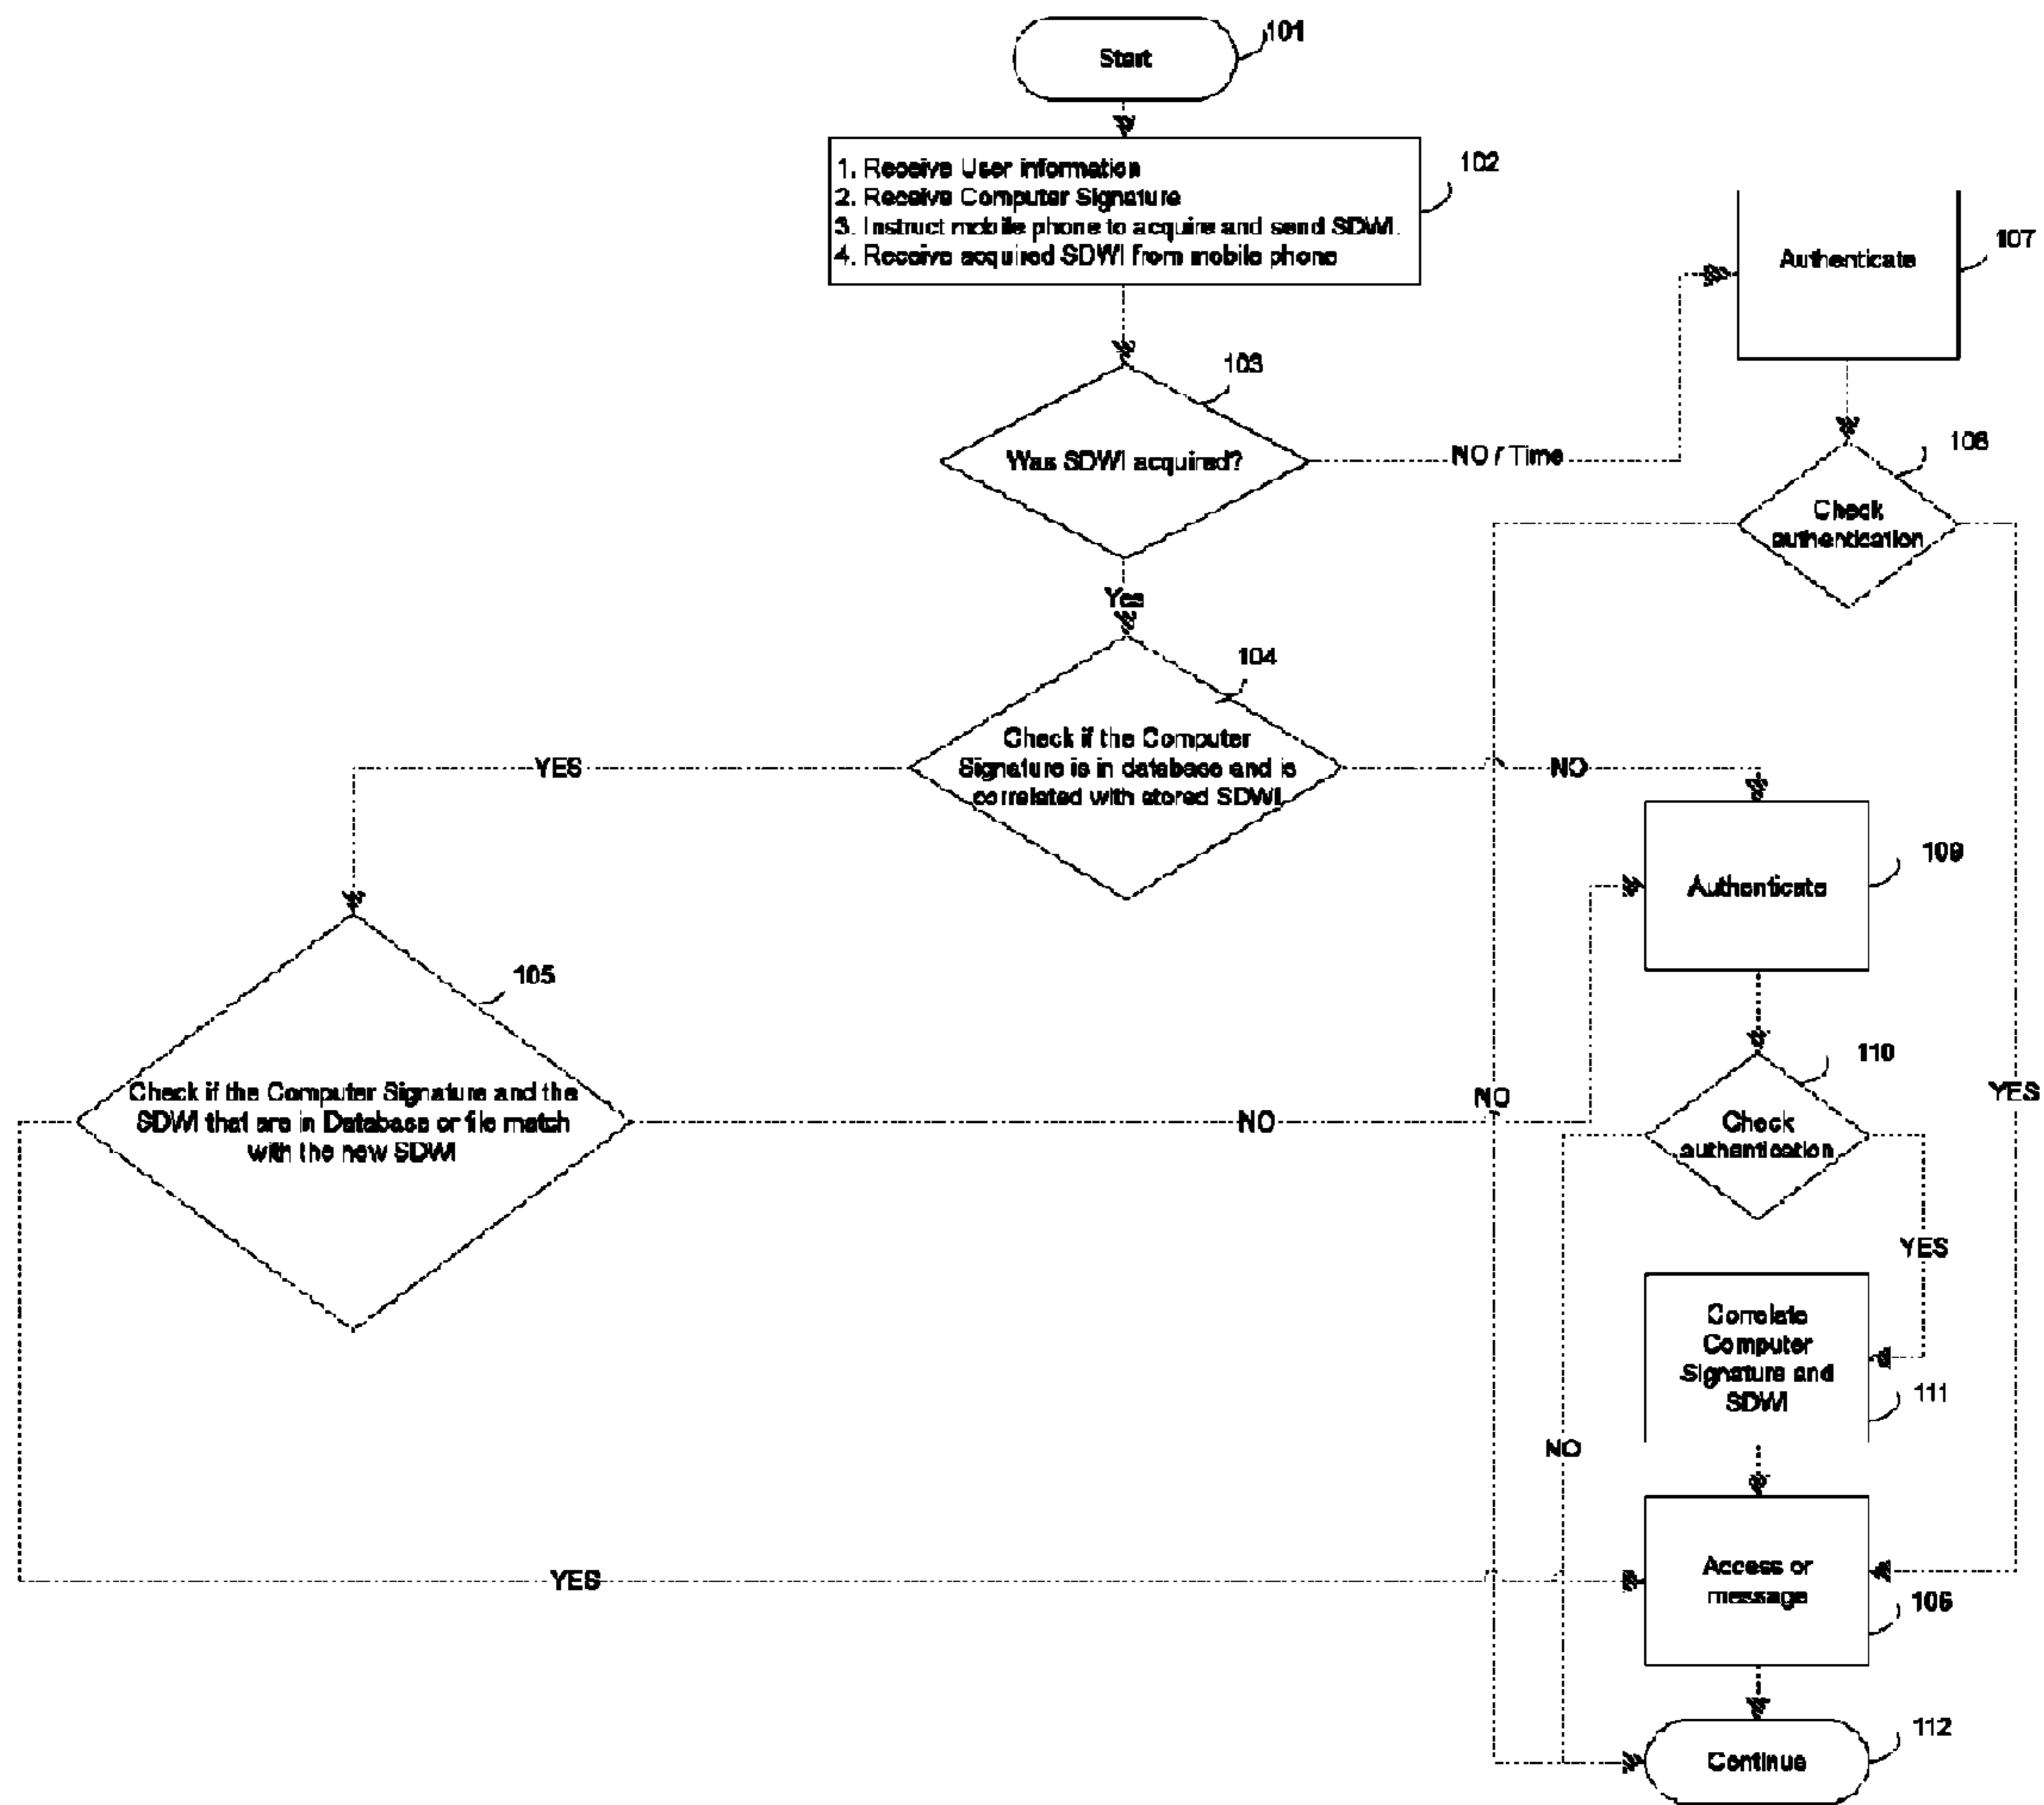 Start
101
1. Receive User information
2. Receive Computer Signature
3. Instruct mobile phone to acquire and send SDWI.
4. Receive acquired SDWI from mobile phone
102
Authenticate
107
103
Was SDWI acquired?
NO / Time
108
Check
authentication
Yes
104
Check if the Computer
Signature is in database and is
correlated with stored SDWI.
YES
NO
Authenticate
109
105
Check if the Computer Signature and the
SDWI that are in Database or file match
with the new SDWI
NO
NO
110
Check
authentication
YES
YES
Correlate
Computer
Signature and
SDWI
111
NO
YES
Access or
message
106
Continue
112